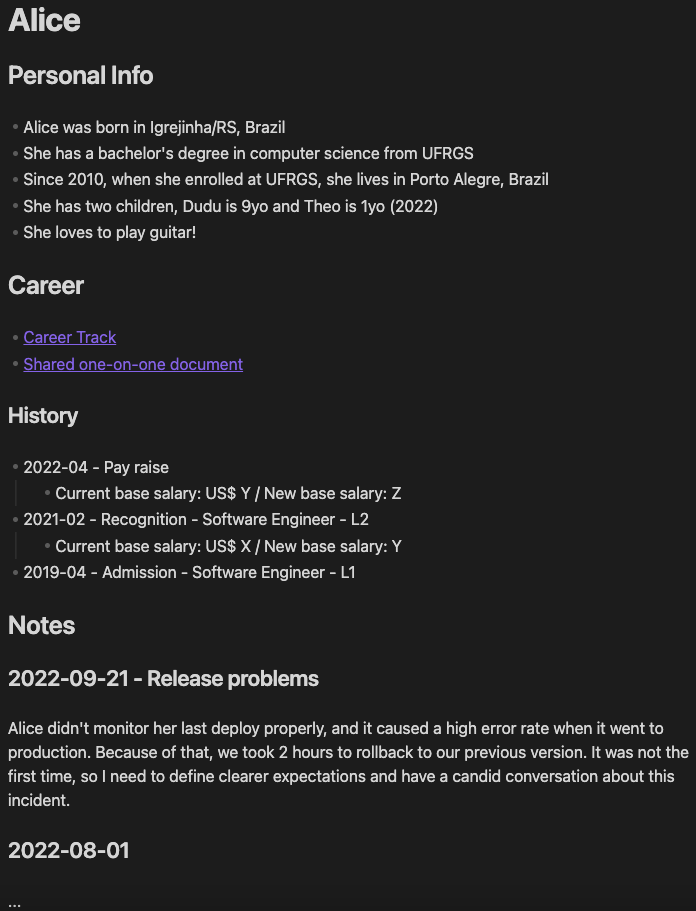 Alice
Personal Info
Alice was born in Igrejinha/RS, Brazil
She has a bachelor's degree in computer science from UFRGS
Since 2010, when she enrolled at UFRGS, she lives in Porto Alegre, Brazil
She has two children, Dudu is 9yo and Theo is 1yo (2022)
She loves to play guitar!
Career
Career Track
Shared one-on-one document
History
2022-04 - Pay raise
Current base salary: US$ Y / New base salary: Z
2021-02 - Recognition - Software Engineer - L2
Current base salary: US$ X / New base salary: Y
2019-04 - Admission - Software Engineer - L1
Notes
2022-09-21 - Release problems
Alice didn't monitor her last deploy properly, and it caused a high error rate when it went to
production. Because of that, we took 2 hours to rollback to our previous version. It was not the
first time, so I need to define clearer expectations and have a candid conversation about this
incident.
2022-08-01
...